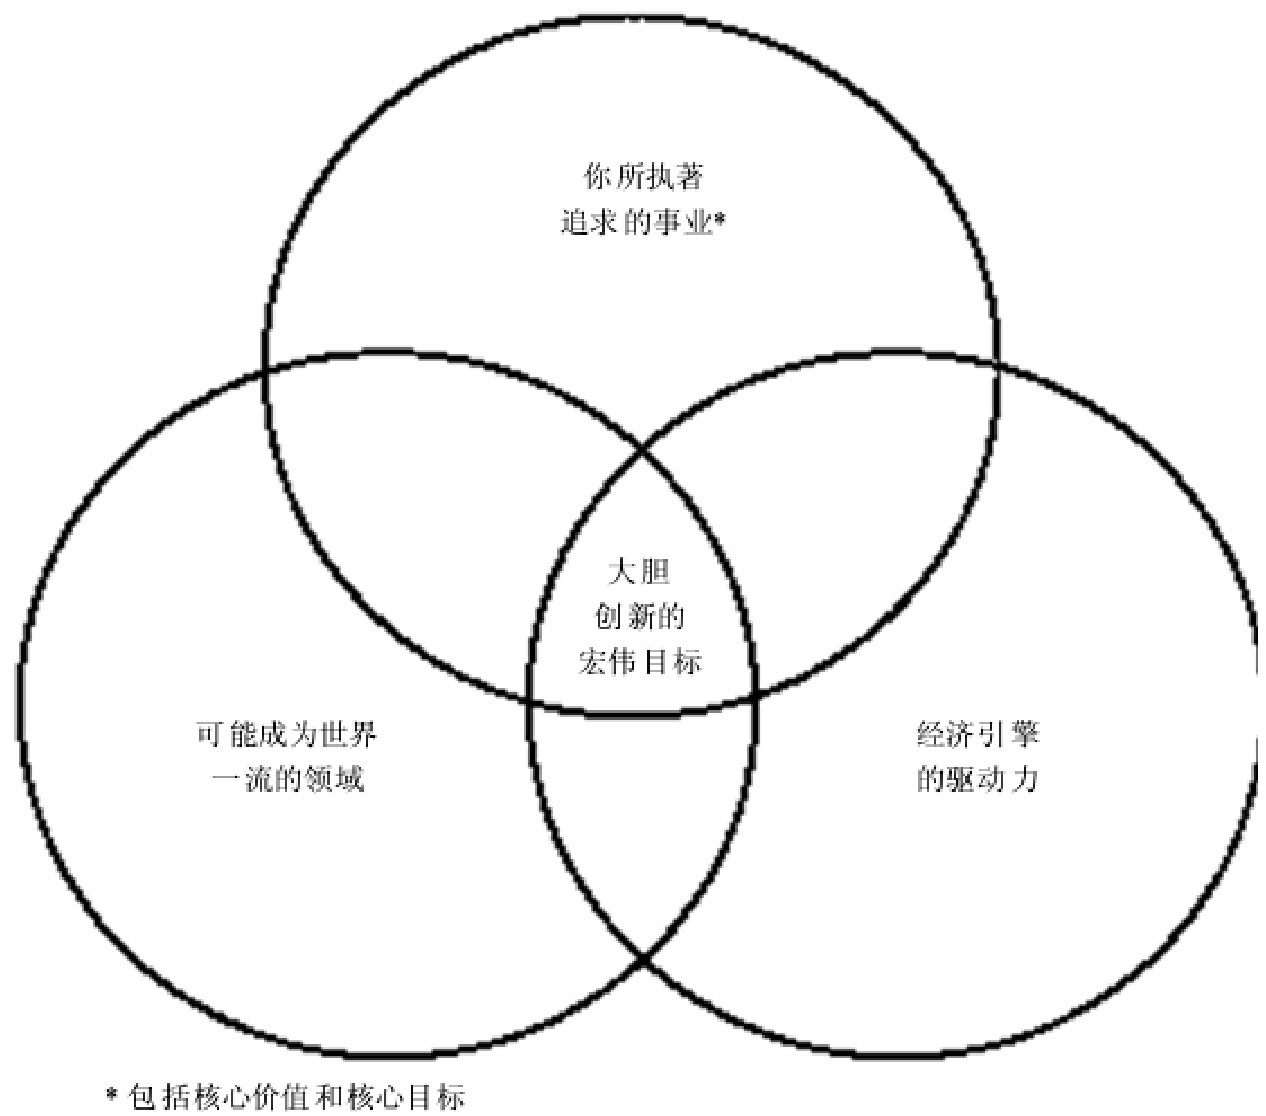 你所执著
追求的事业*
大胆
创新的
宏伟目标
可能成为世界
一流的领域
经济引擎
的驱动力
* 包括核心价值和核心目标